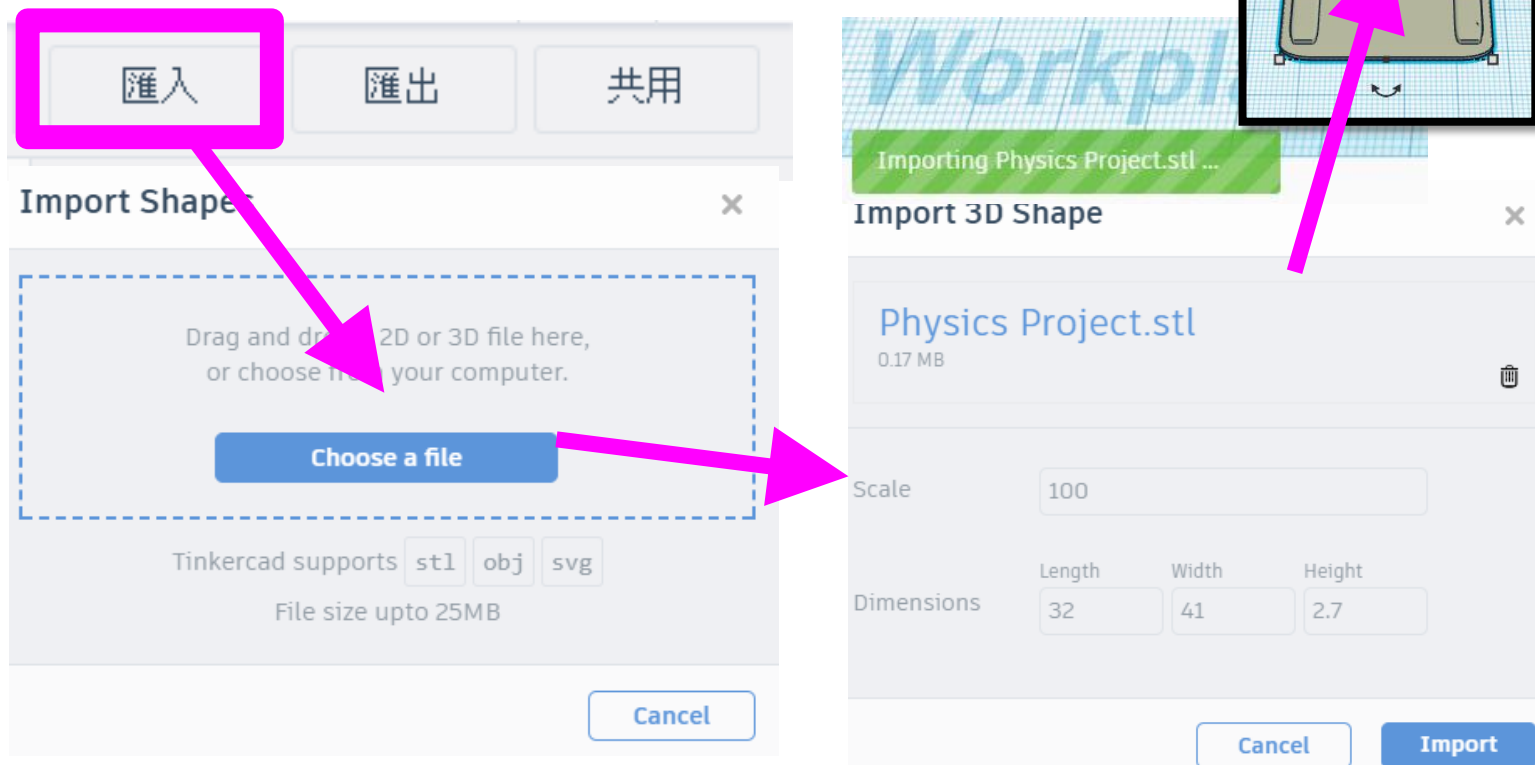 匯入 匯出 共用
Import Shapes
Drag and drop 2D or 3D file here,
or choose from your computer.
Choose a file
Tinkercad supports stl obj svg
File size upto 25MB
Cancel
Importing Physics Project.stl ...
Import 3D Shape
Physics Project.stl
0.17 MB
Scale 100
Length Width Height
Dimensions 32 41 2.7
Cancel Import